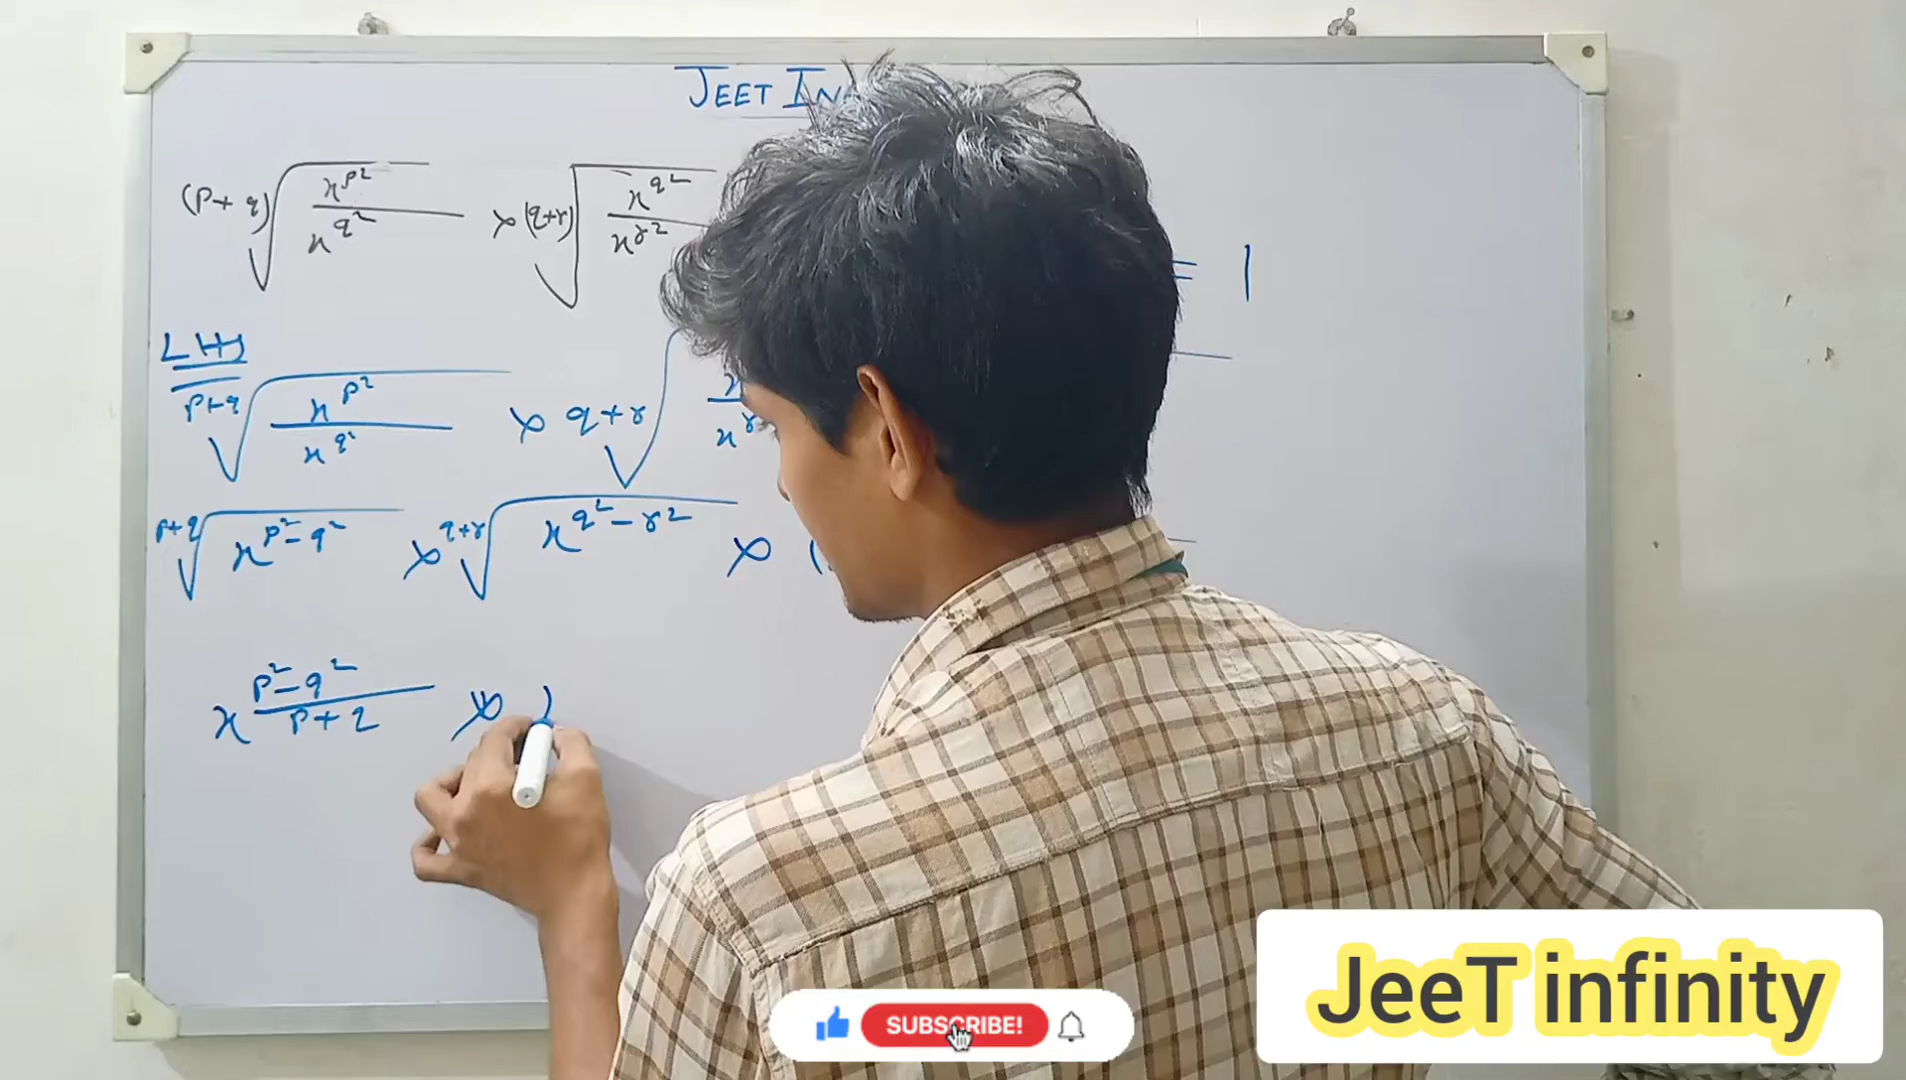 JEET IN
(p+q)√x^p²/x^q² × (q+r)√x^q²/x^r² = 1
LHS
p+q√x^p²/x^q² × q+r√x/x^r
p+q√x^p²-q² × q+r√x^q²-r² × (
x^p²-q²/p+q ×
SUBSCRIBE!
JeeT infinity